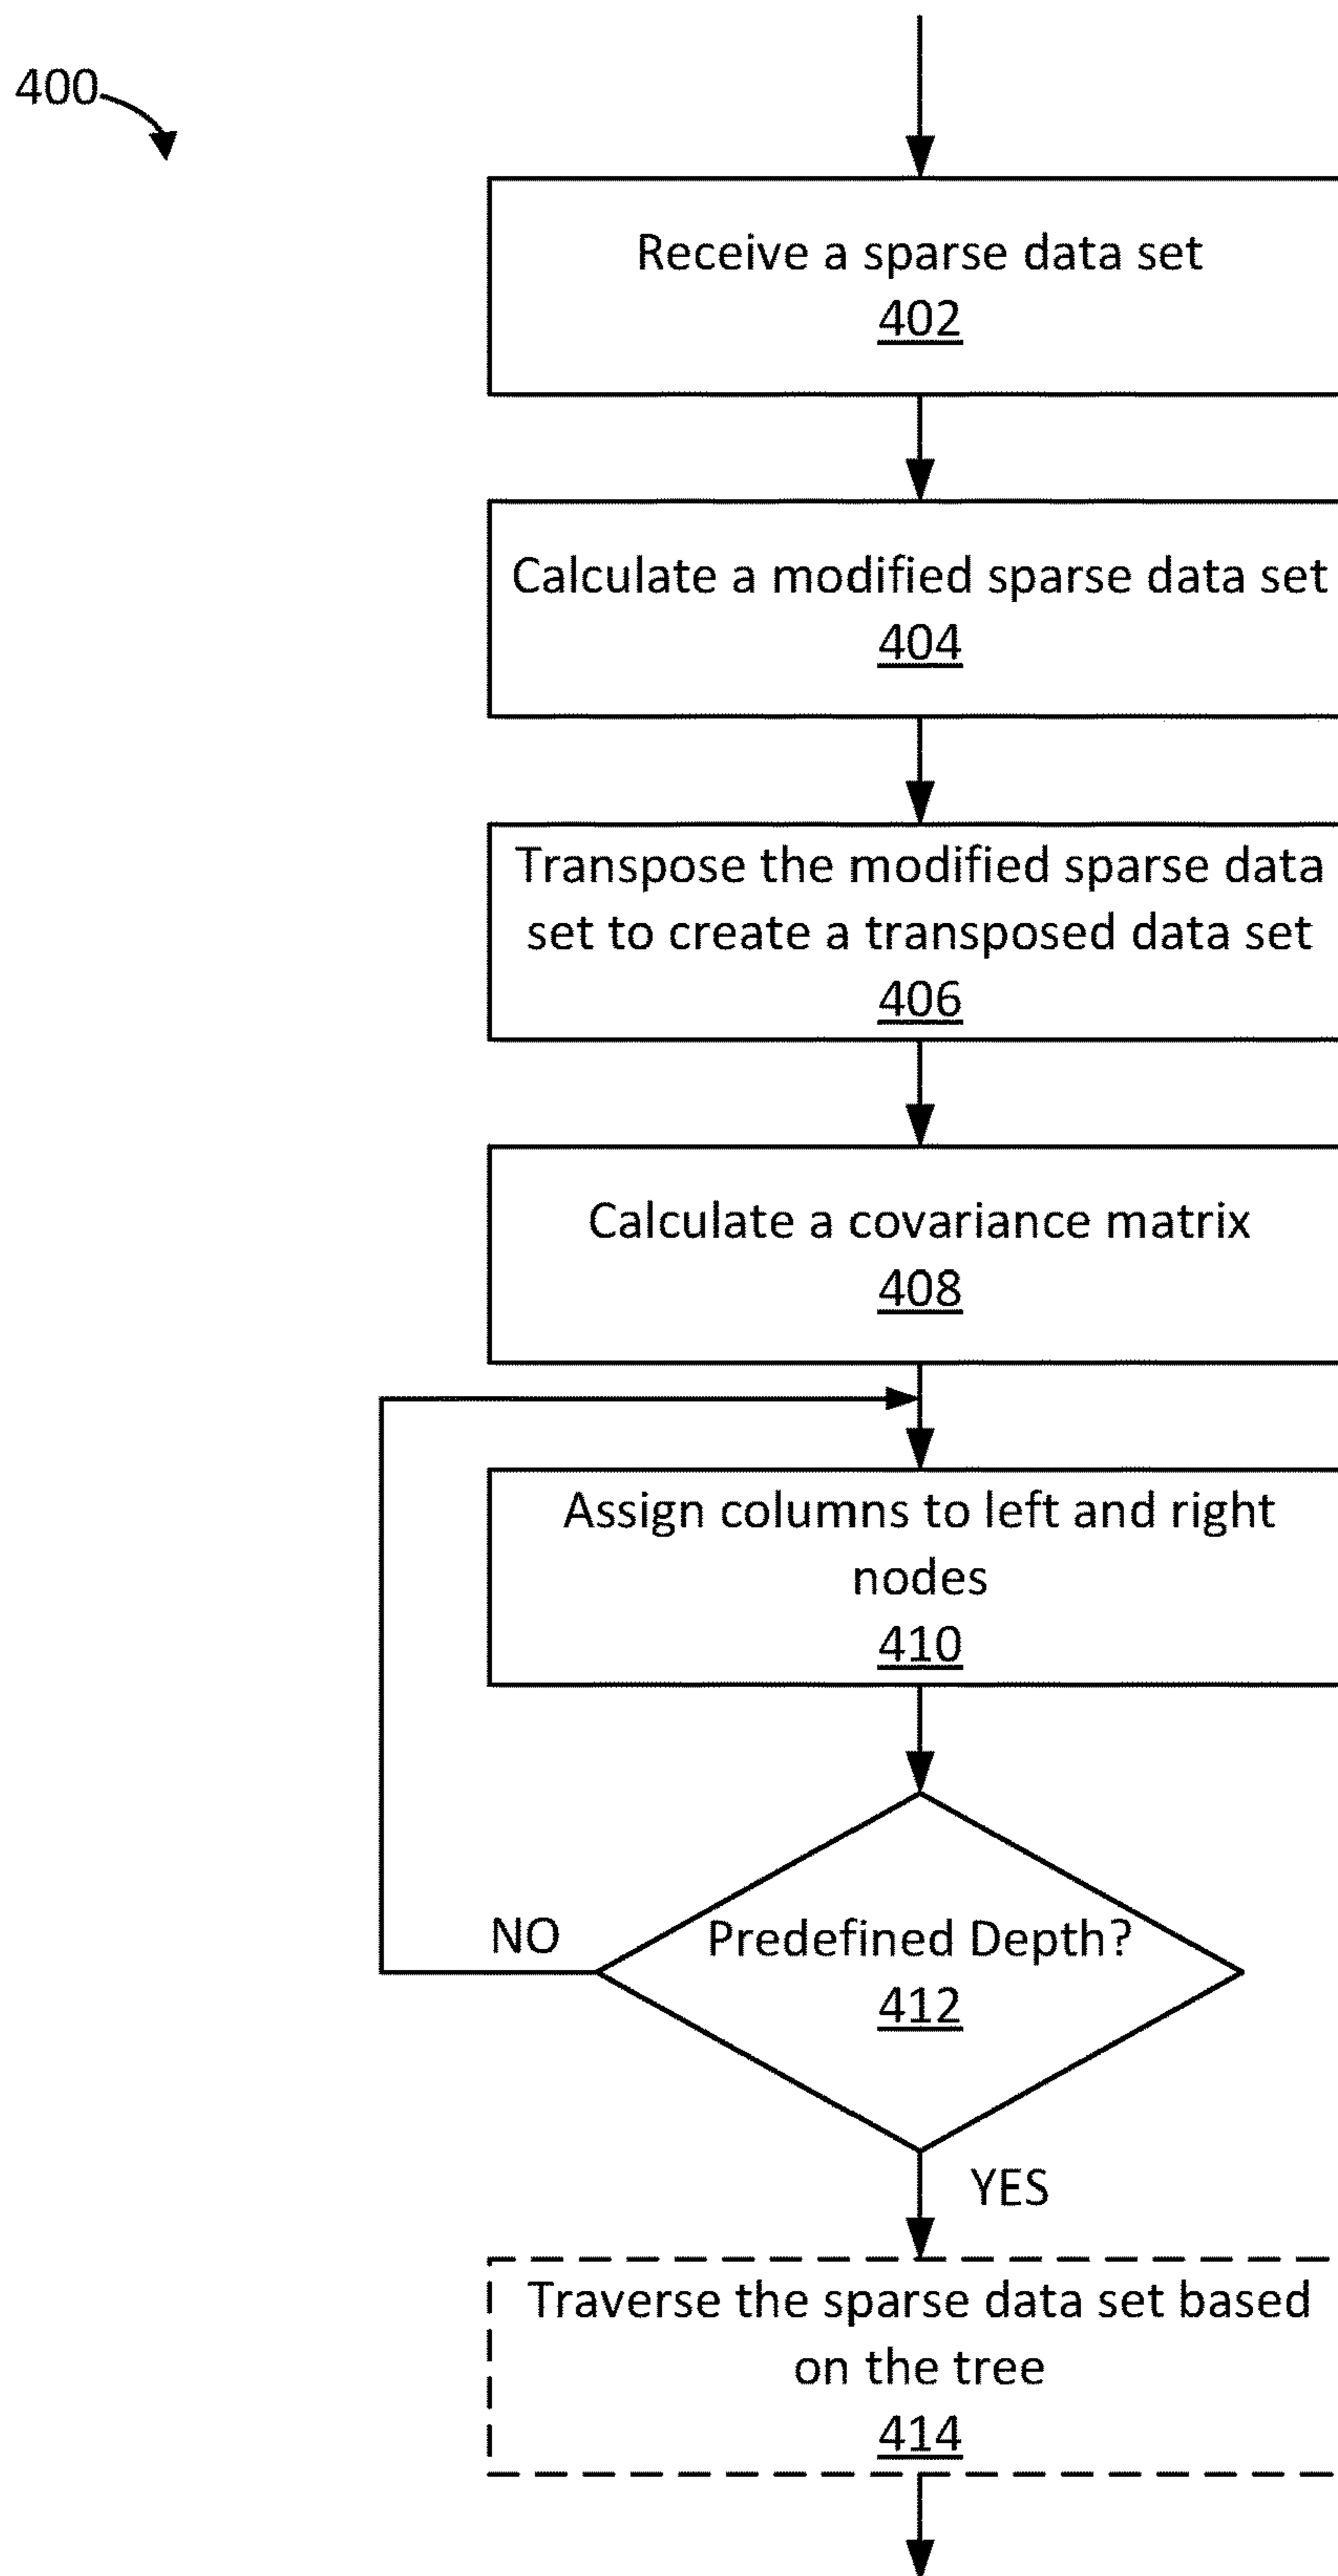 400
Receive a sparse data set
402
Calculate a modified sparse data set
404
Transpose the modified sparse data
set to create a transposed data set
406
Calculate a covariance matrix
408
Assign columns to left and right
nodes
410
NO
Predefined Depth?
412
YES
Traverse the sparse data set based
on the tree
414